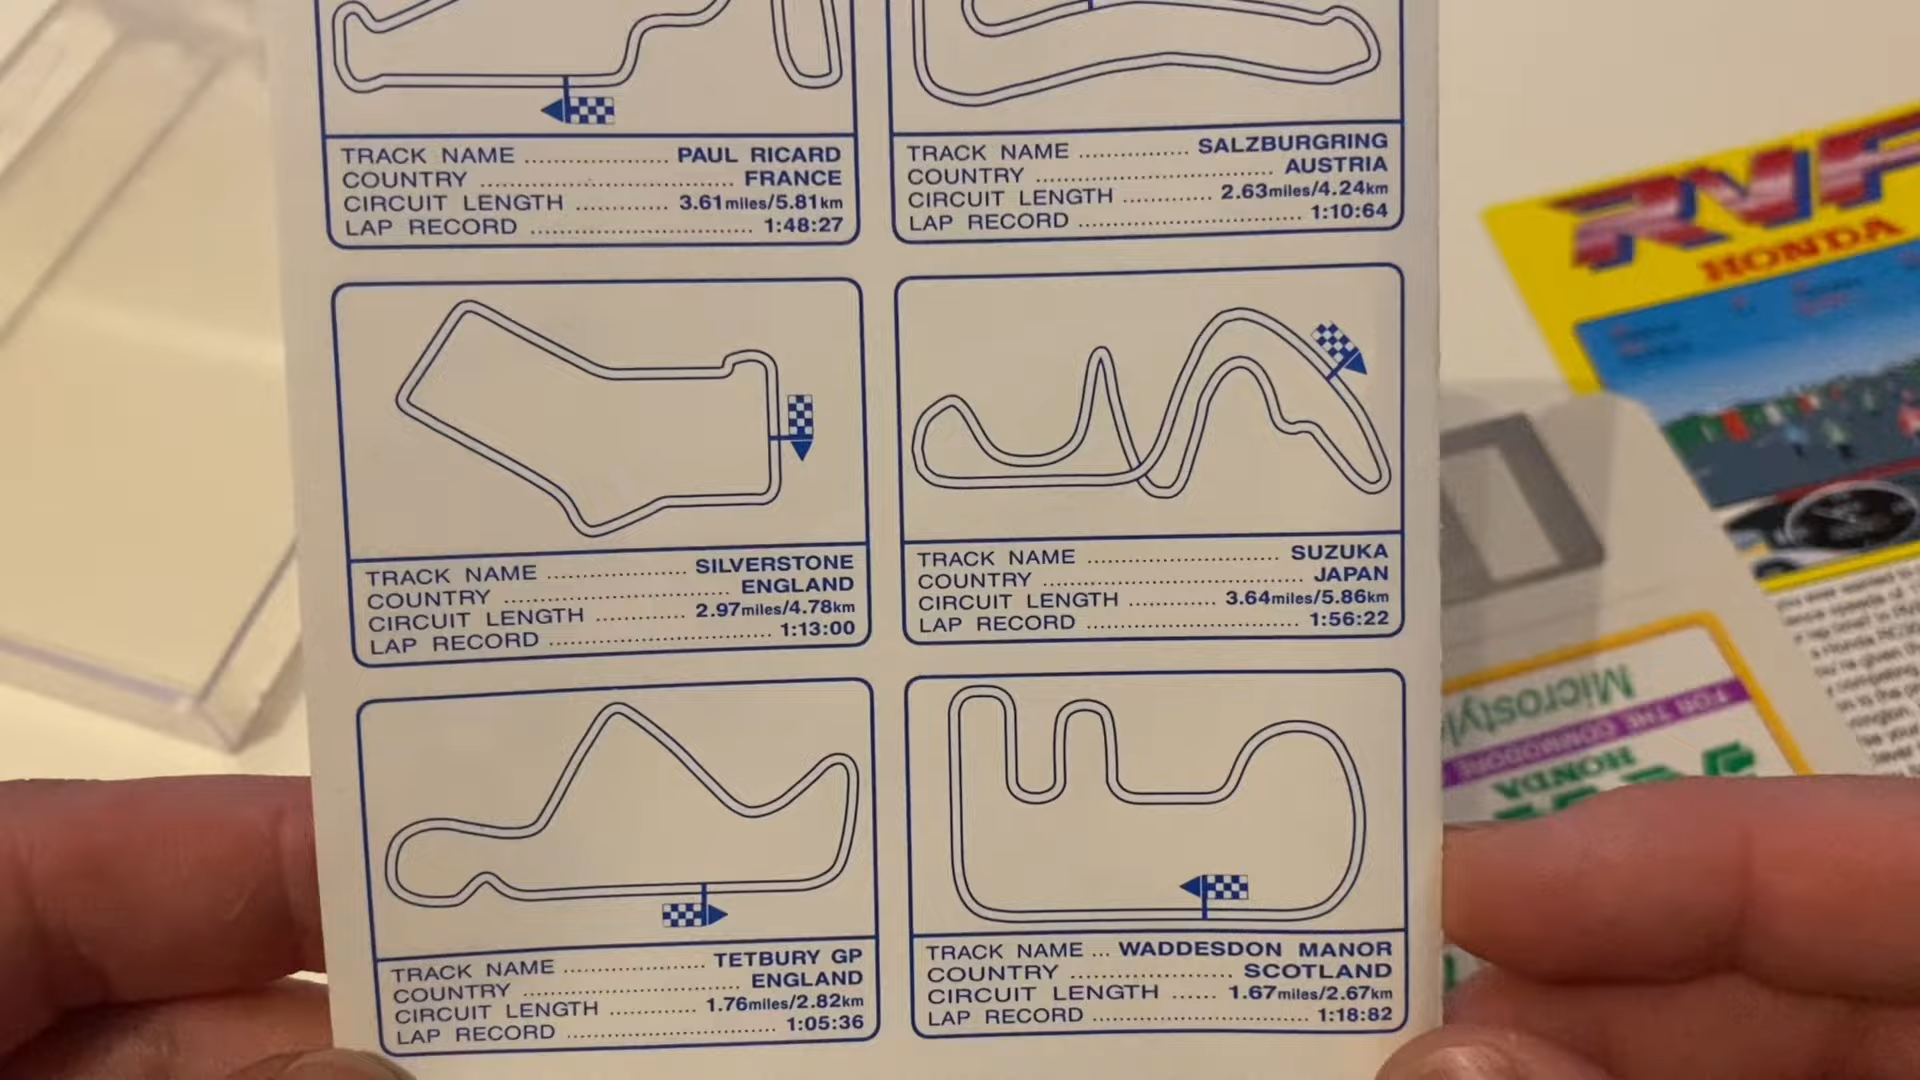 TRACK NAME .................... PAUL RICARD
COUNTRY ................................... FRANCE
CIRCUIT LENGTH ............. 3.61miles/5.81km
LAP RECORD ............................... 1:48:27
TRACK NAME ............... SALZBURGRING
COUNTRY ................................. AUSTRIA
CIRCUIT LENGTH ............ 2.63miles/4.24km
LAP RECORD ............................... 1:10:64
TRACK NAME ................... SILVERSTONE
COUNTRY ................................ ENGLAND
CIRCUIT LENGTH ............ 2.97miles/4.78km
LAP RECORD ............................... 1:13:00
TRACK NAME ........................... SUZUKA
COUNTRY ..................................... JAPAN
CIRCUIT LENGTH ............ 3.64miles/5.86km
LAP RECORD ............................... 1:56:22
TRACK NAME .................... TETBURY GP
COUNTRY ................................ ENGLAND
CIRCUIT LENGTH ............ 1.76miles/2.82km
LAP RECORD ............................. 1:05:36
TRACK NAME ... WADDESDON MANOR
COUNTRY ....................... SCOTLAND
CIRCUIT LENGTH ...... 1.67miles/2.67km
LAP RECORD ............................... 1:18:82
RVF
HONDA
Microstyle
FOR THE COMMODORE
HONDA